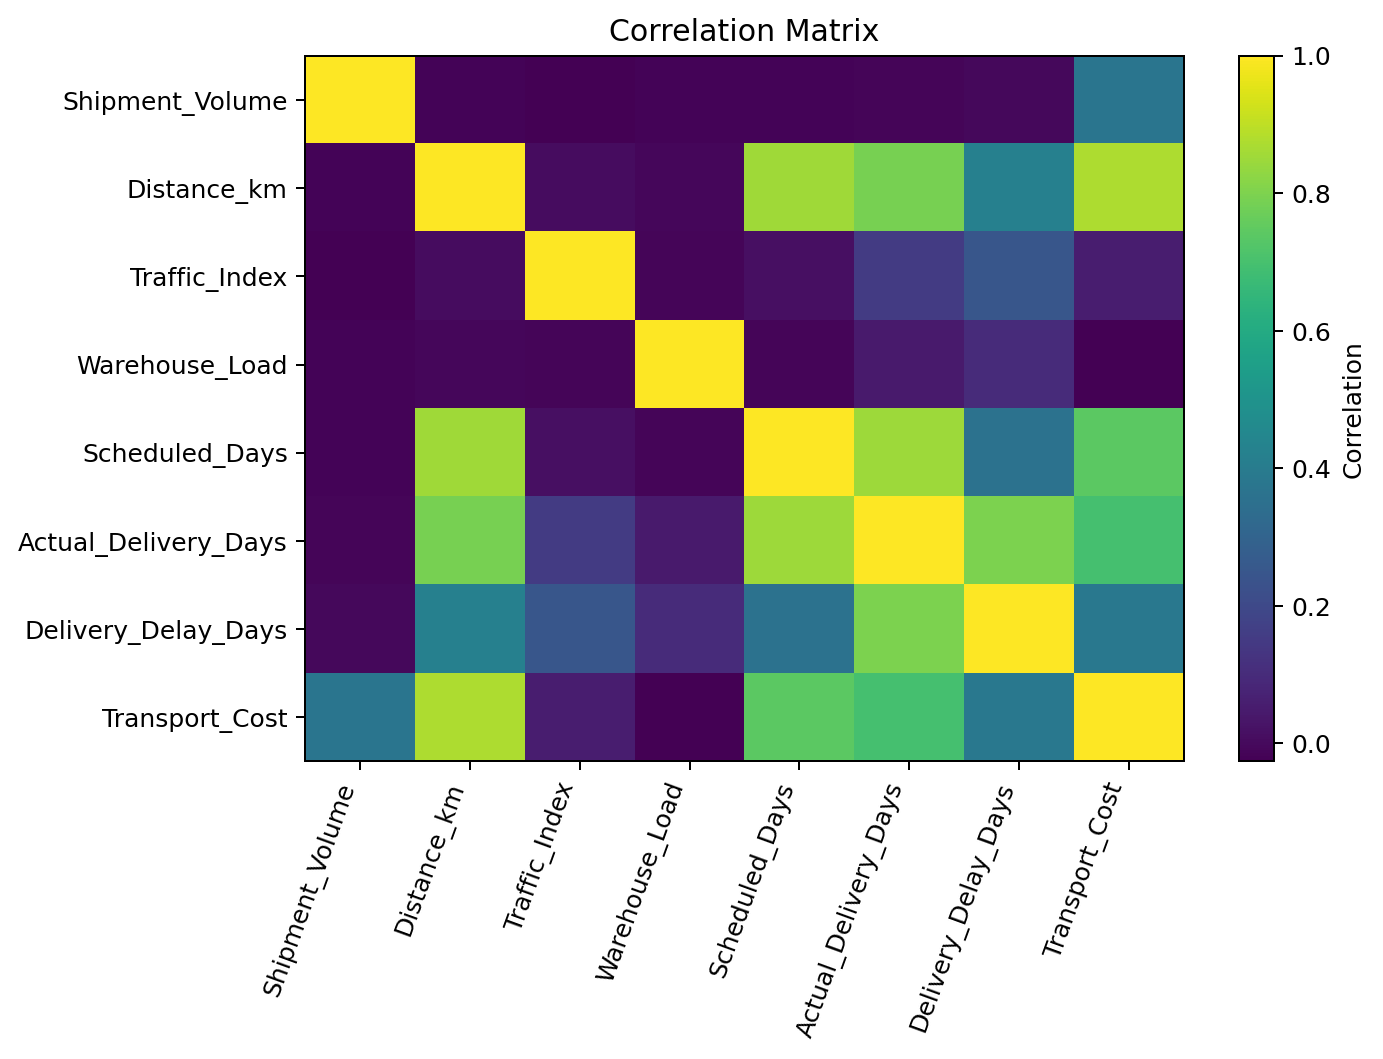 Correlation Matrix
Shipment_Volume
Distance_km
Traffic_Index
Warehouse_Load
Scheduled_Days
Actual_Delivery_Days
Delivery_Delay_Days
Transport_Cost
Shipment_Volume
Distance_km
Traffic_Index
Warehouse_Load
Scheduled_Days
Actual_Delivery_Days
Delivery_Delay_Days
Transport_Cost
1.0
0.8
0.6
0.4
0.2
0.0
Correlation